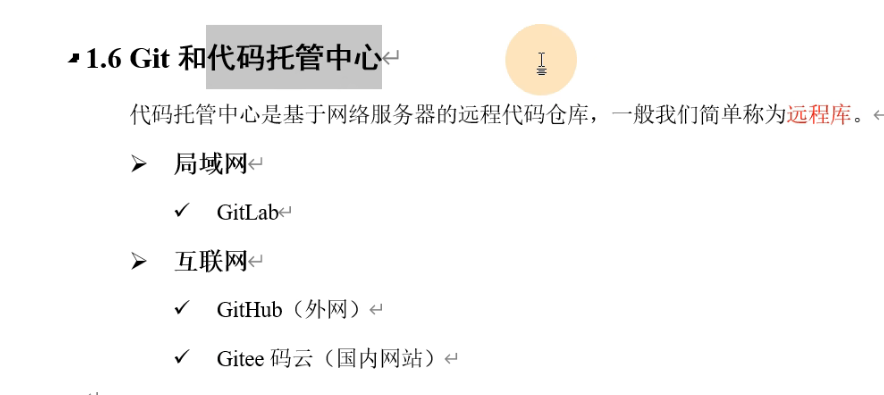 1.6 Git 和代码托管中心
代码托管中心是基于网络服务器的远程代码仓库，一般我们简单称为远程库。
➢ 局域网
✓ GitLab
➢ 互联网
✓ GitHub（外网）
✓ Gitee 码云（国内网站）